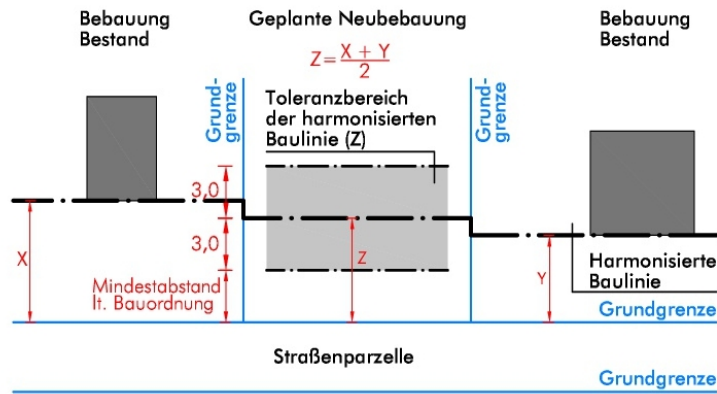 Bebauung
Bestand
Geplante Neubebauung
Z = X + Y
2
Bebauung
Bestand
Grund-
grenze
Toleranzbereich
der harmonisierten
Baulinie (Z)
Grund-
grenze
3,0
3,0
X
Z
Y
Mindestabstand
lt. Bauordnung
Harmonisierte
Baulinie
Grundgrenze
Straßenparzelle
Grundgrenze